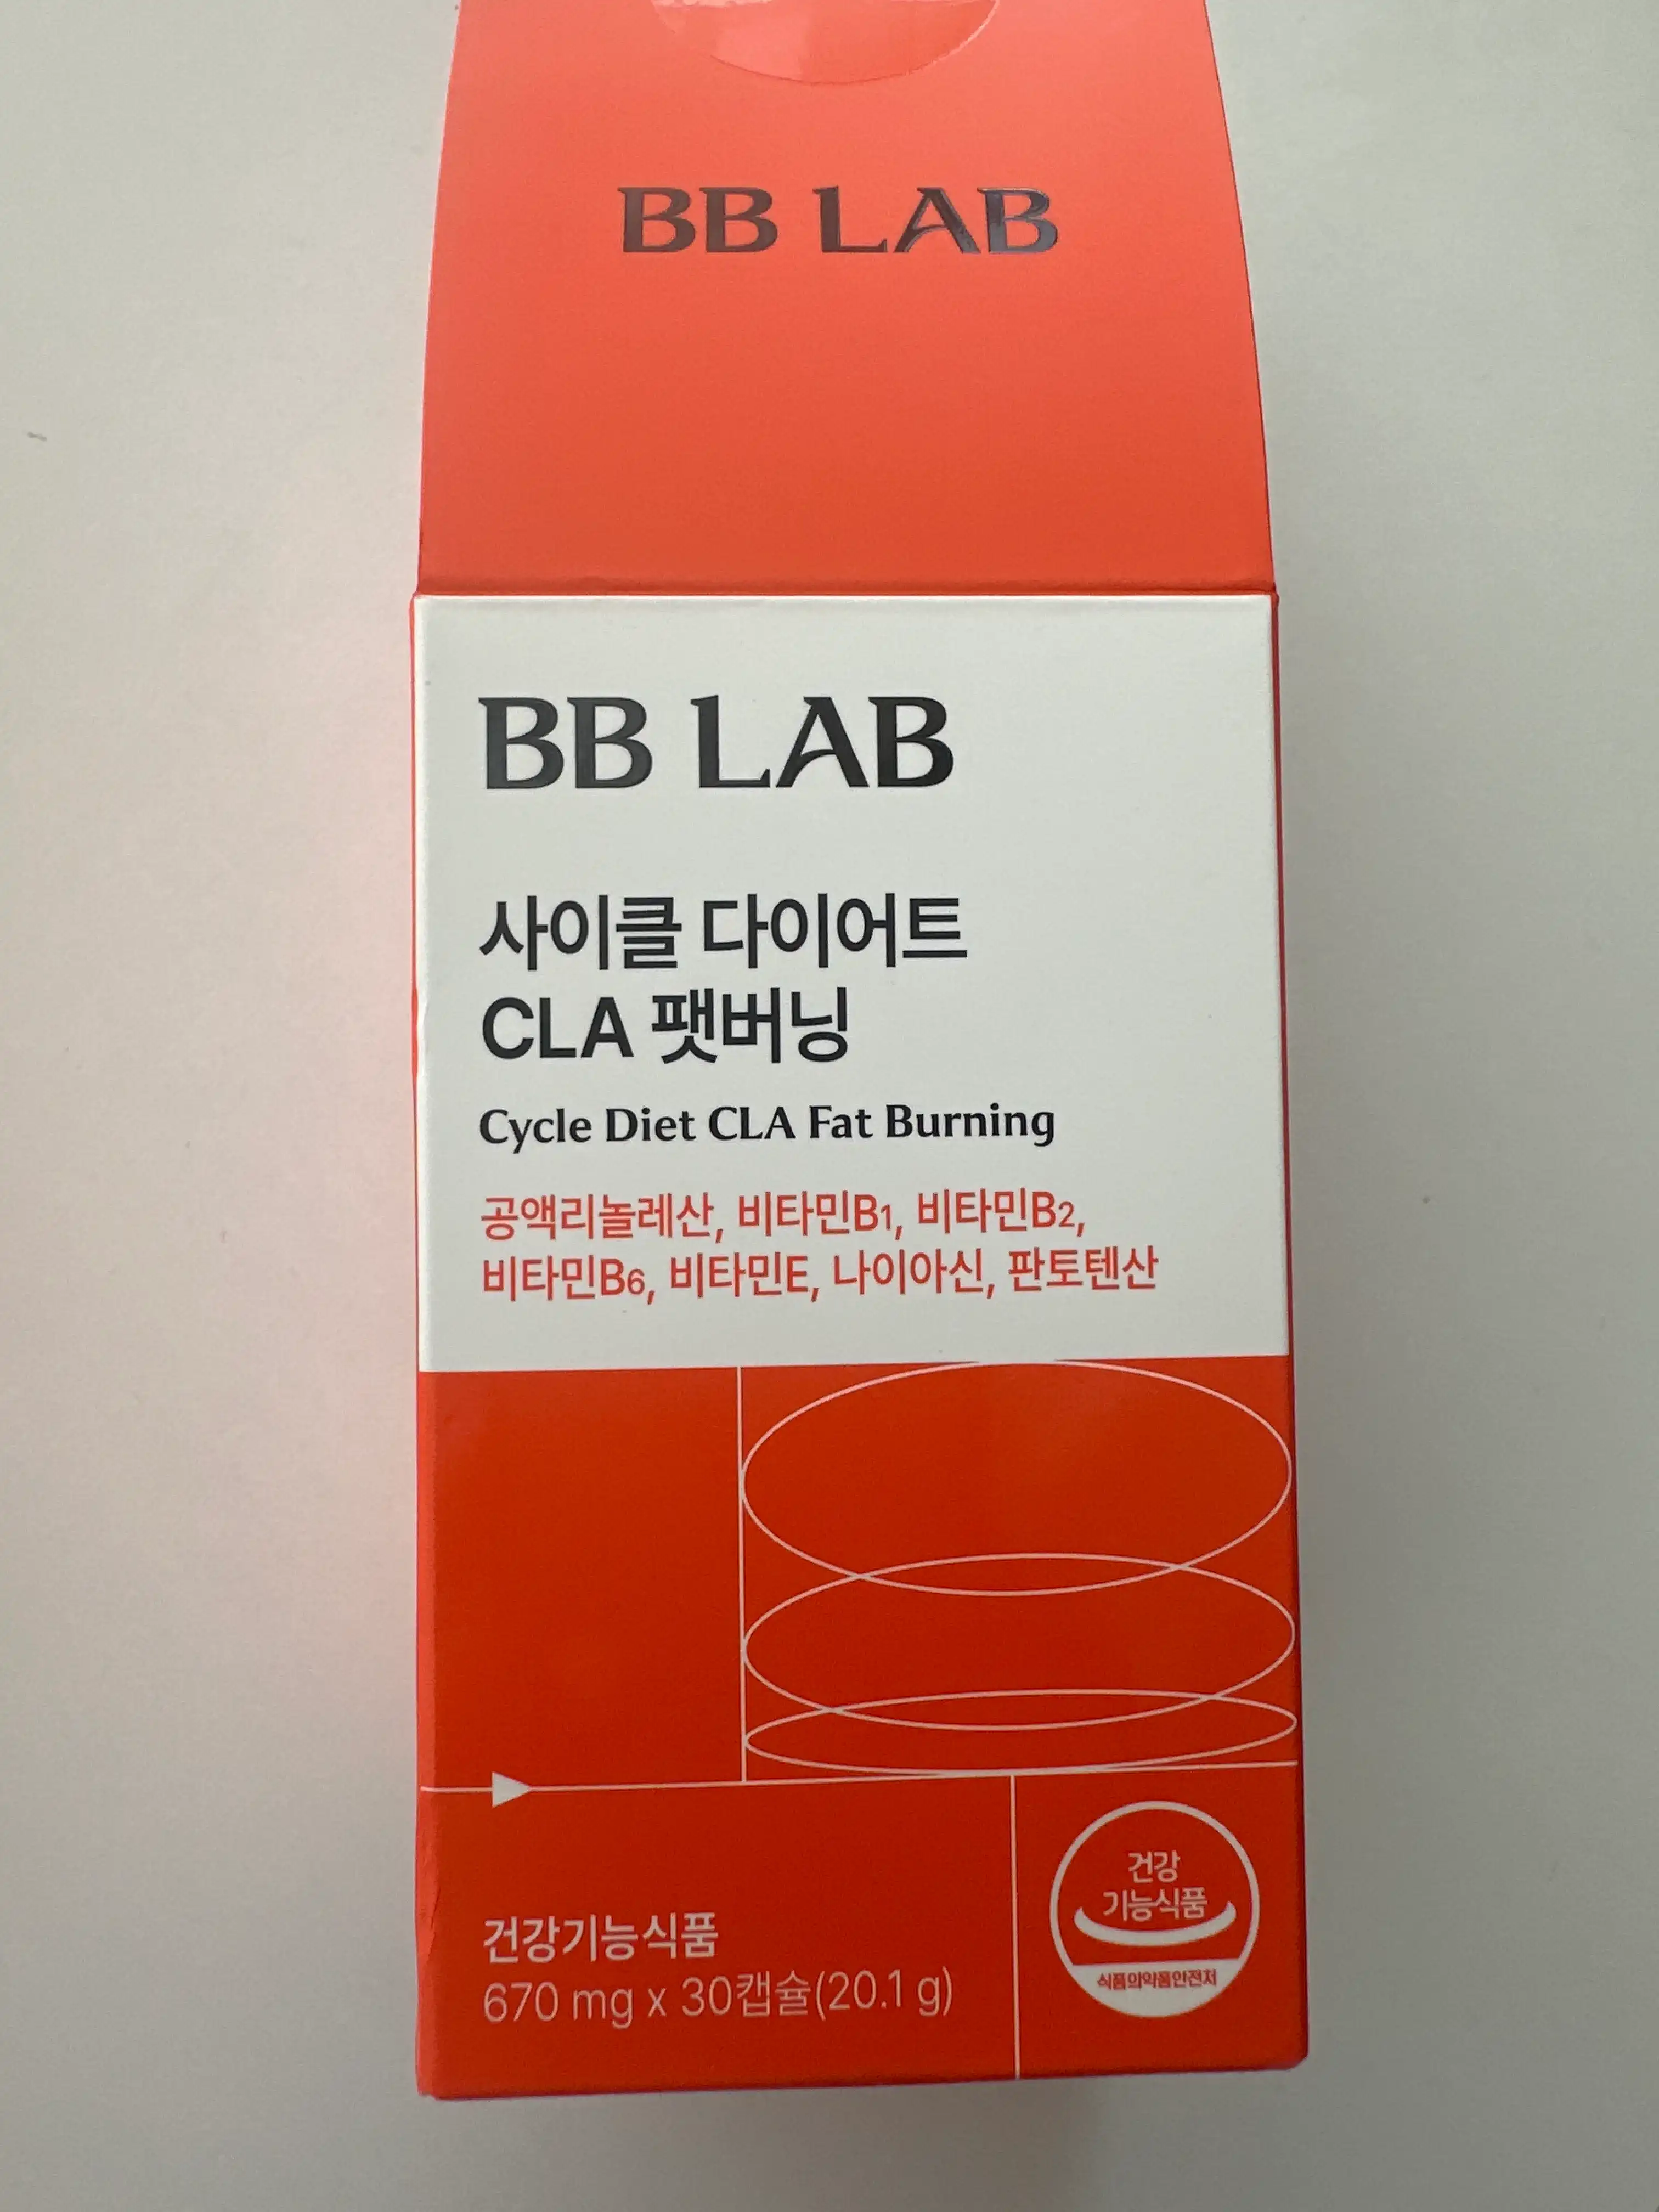 BB LAB
BB LAB
사이클 다이어트
CLA 팻버닝
Cycle Diet CLA Fat Burning
공액리놀레산, 비타민B1, 비타민B2,
비타민B6, 비타민E, 나이아신, 판토텐산
건강
기능식품
식품의약품안전처
건강기능식품
670 mg x 30캡슐(20.1 g)